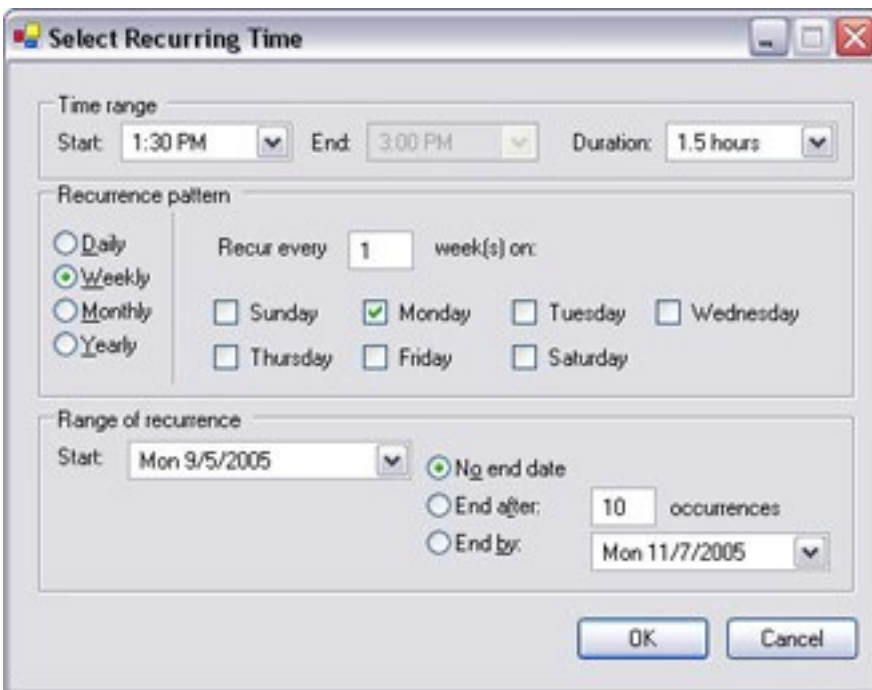 Select Recurring Time
Time range
Start: 1:30 PM End: 3:00 PM Duration: 1.5 hours
Recurrence pattern
Daily
Weekly
Monthly
Yearly
Recur every 1 week(s) on:
Sunday Monday Tuesday Wednesday
Thursday Friday Saturday
Range of recurrence
Start: Mon 9/5/2005
No end date
End after: 10 occurrences
End by: Mon 11/7/2005
OK Cancel